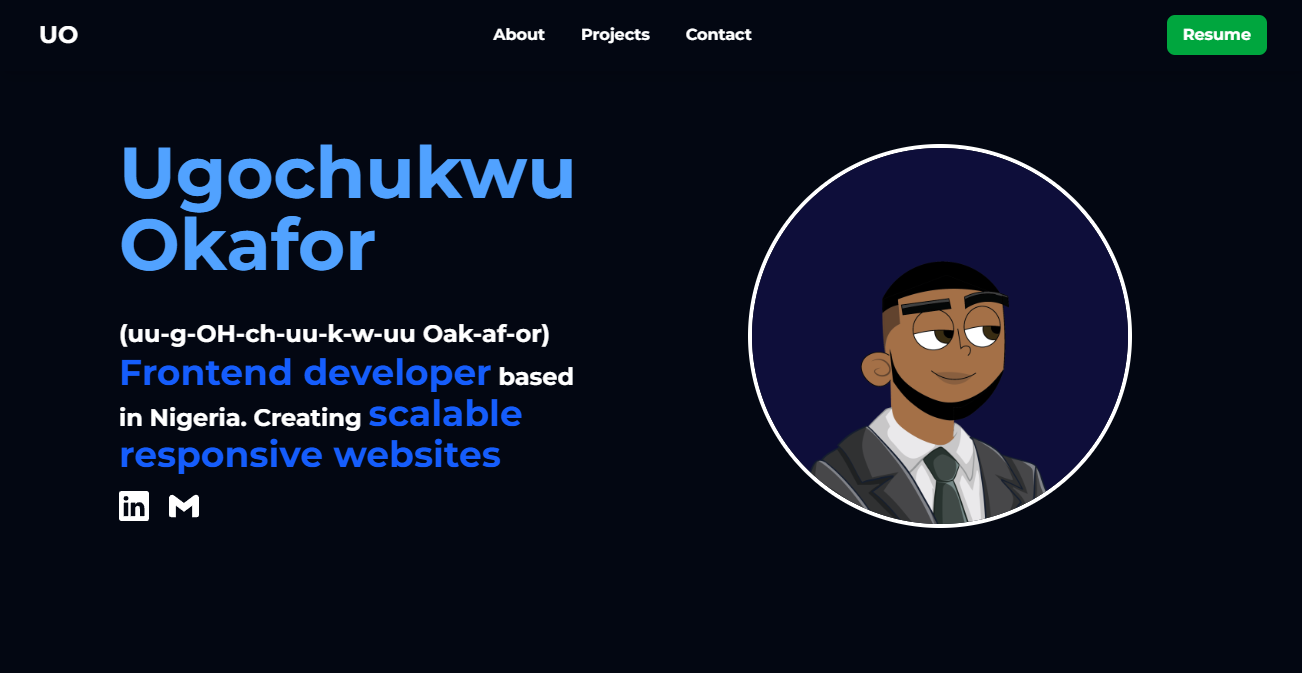 UO
About Projects Contact
Resume
Ugochukwu
Okafor
(uu-g-OH-ch-uu-k-w-uu Oak-af-or)
Frontend developer based
in Nigeria. Creating scalable
responsive websites
in